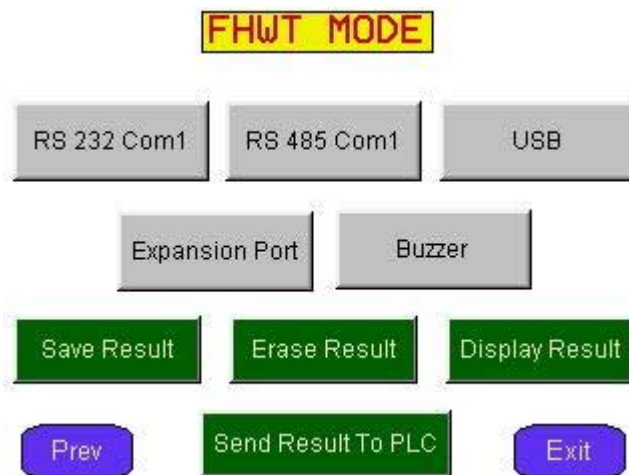 FHWT MODE
RS 232 Com1
RS 485 Com1
USB
Expansion Port
Buzzer
Save Result
Erase Result
Display Result
Prev
Send Result To PLC
Exit